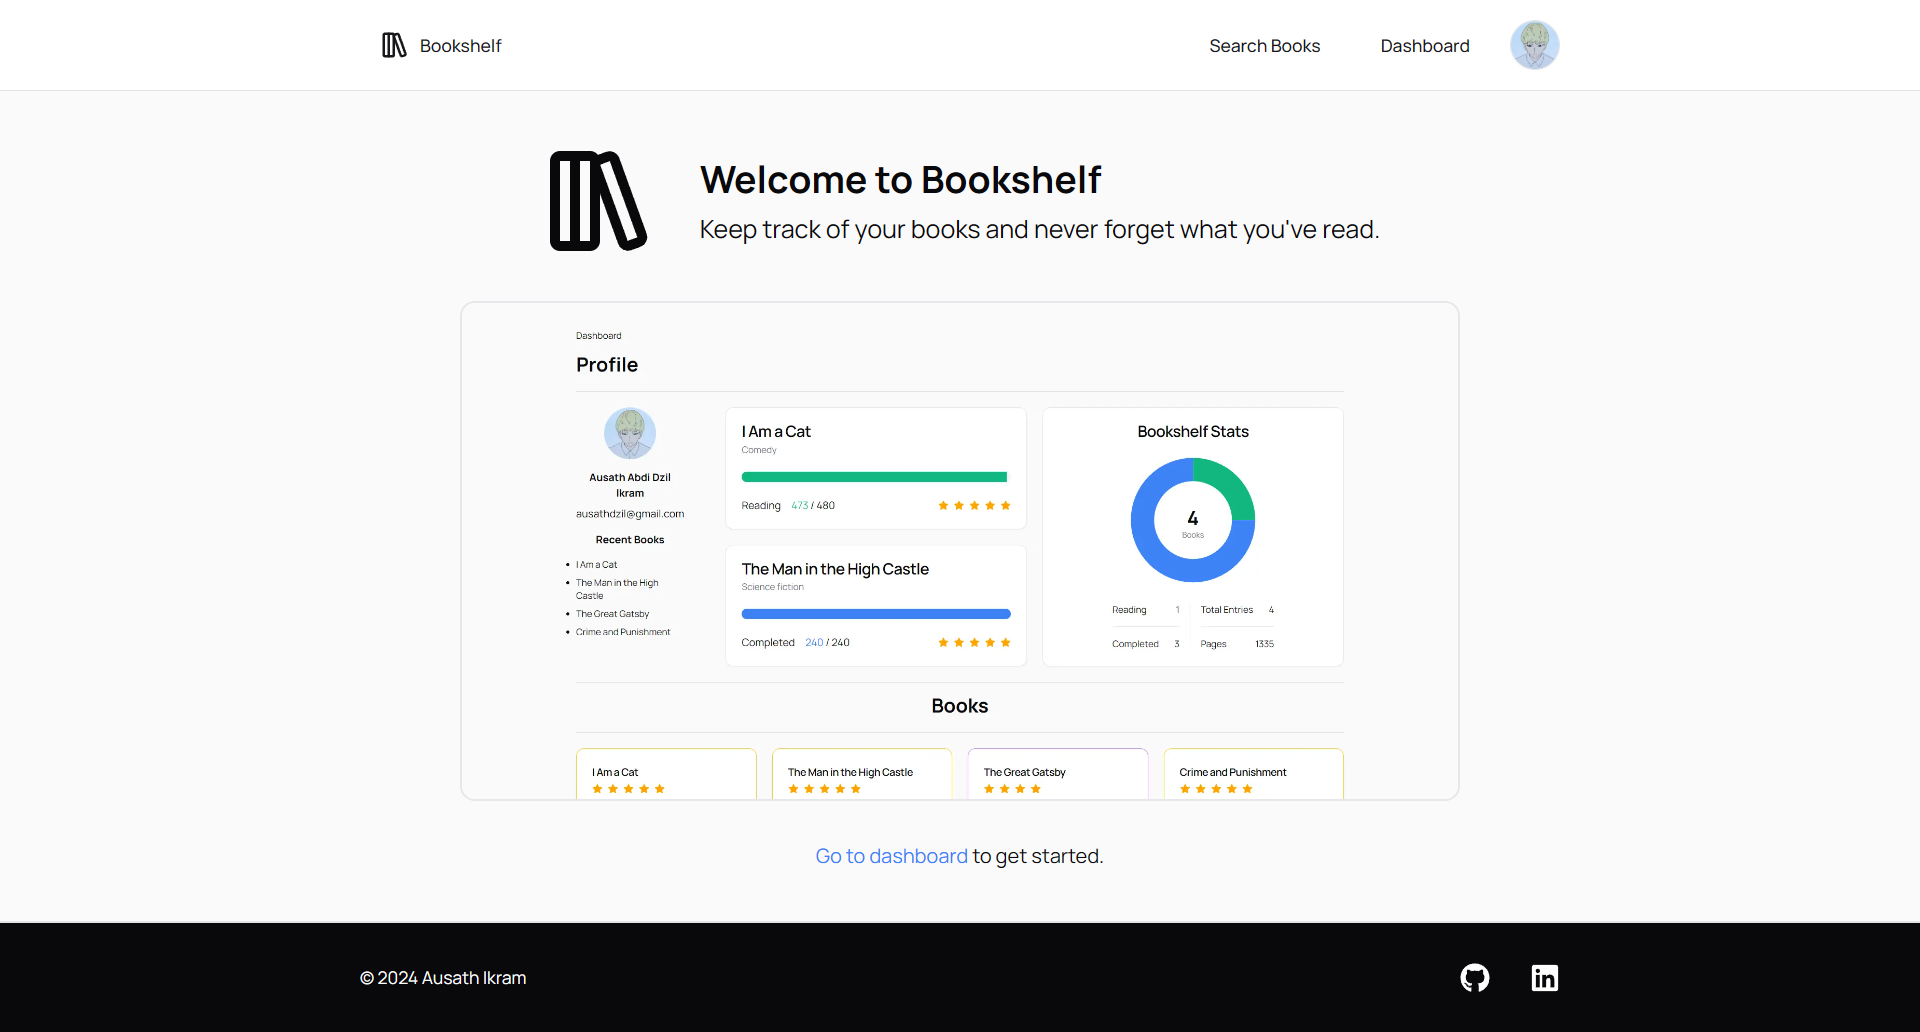 Bookshelf
Search Books
Dashboard
Welcome to Bookshelf
Keep track of your books and never forget what you've read.
Dashboard
Profile
Ausath Abdi Dzil
Ikram
ausathdzil@gmail.com
Recent Books
I Am a Cat
The Man in the High
Castle
The Great Gatsby
Crime and Punishment
I Am a Cat
Comedy
Reading 473 / 480
The Man in the High Castle
Science fiction
Completed 240 / 240
Bookshelf Stats
4
Books
Reading 1 Total Entries 4
Completed 3 Pages 1335
Books
I Am a Cat
The Man in the High Castle
The Great Gatsby
Crime and Punishment
Go to dashboard to get started.
© 2024 Ausath Ikram
in